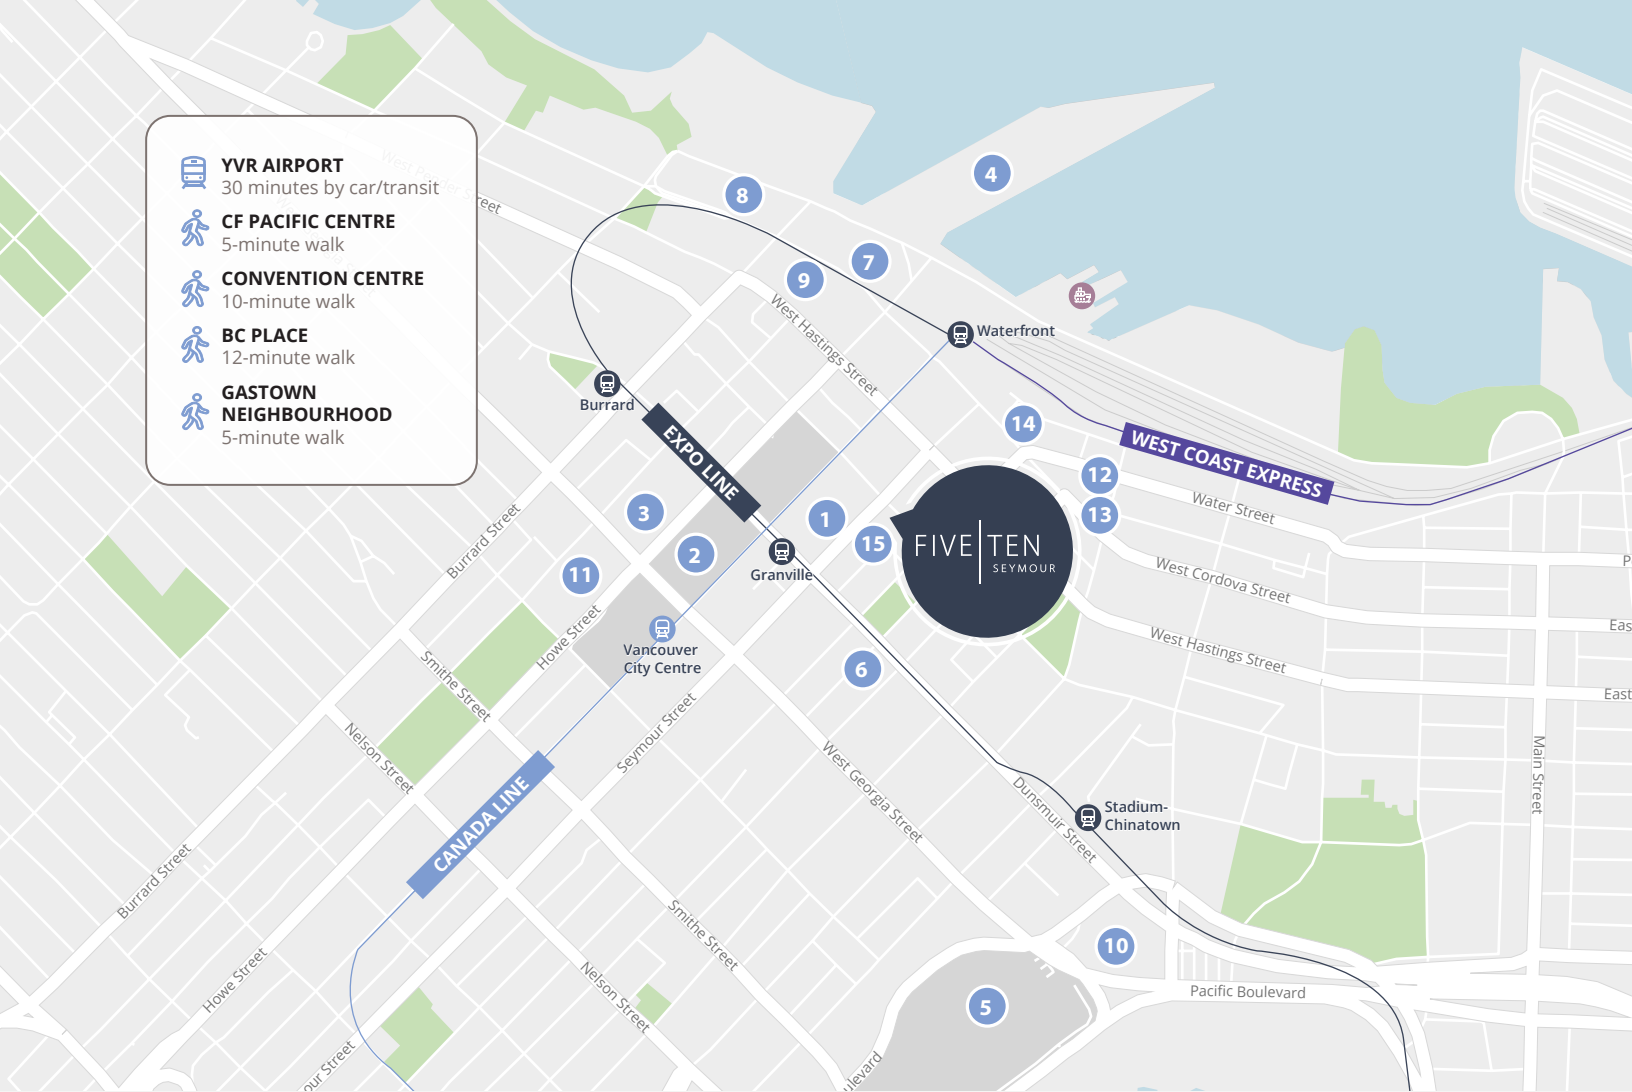 YVR AIRPORT
30 minutes by car/transit
CF PACIFIC CENTRE
5-minute walk
CONVENTION CENTRE
10-minute walk
BC PLACE
12-minute walk
GASTOWN
NEIGHBOURHOOD
5-minute walk
West Pender Street
8
4
7
9
West Hastings Street
Waterfront
Burrard
EXPO LINE
14
WEST COAST EXPRESS
12
13
Water Street
3
1
2
15
FIVE TEN
SEYMOUR
Granville
11
Burrard Street
West Cordova Street
Howe Street
Vancouver
City Centre
West Hastings Street
6
Smithe Street
Nelson Street
Seymour Street
West Georgia Street
Dunsmuir Street
Stadium-
Chinatown
Main Street
East
CANADA LINE
Burrard Street
Smithe Street
Howe Street
Nelson Street
10
5
Pacific Boulevard